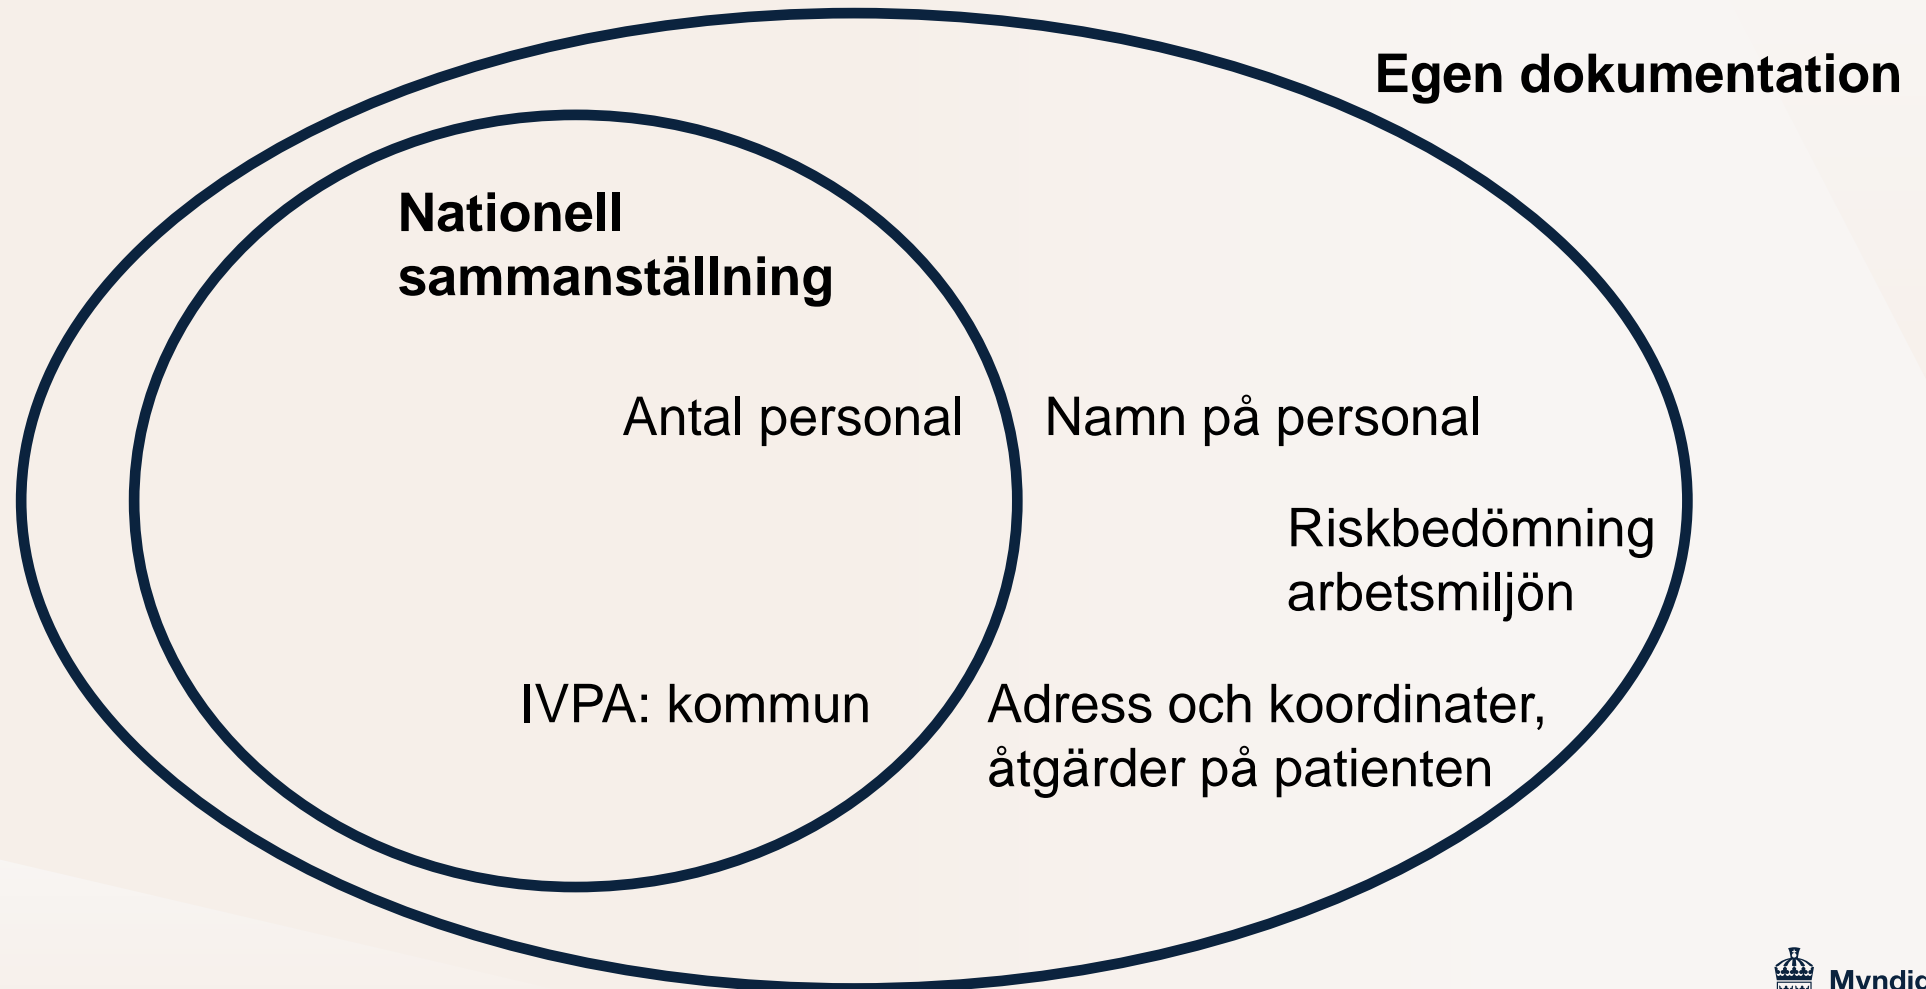 Egen dokumentation
Nationell
sammanställning
Antal personal
Namn på personal
Riskbedömning
arbetsmiljön
IVPA: kommun
Adress och koordinater,
åtgärder på patienten